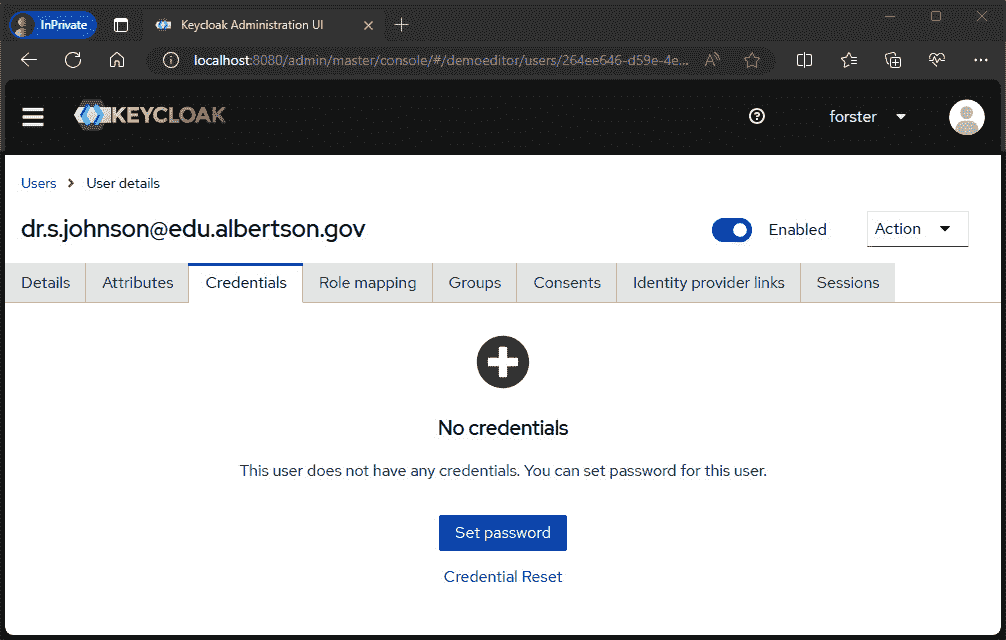 InPrivate
Keycloak Administration UI
localhost:8080/admin/master/console/#/demoeditor/users/264ee646-d59e-4e...
KEYCLOAK
forster
Users > User details
dr.s.johnson@edu.albertson.gov
Enabled
Action
Details Attributes Credentials Role mapping Groups Consents Identity provider links Sessions
No credentials
This user does not have any credentials. You can set password for this user.
Set password
Credential Reset